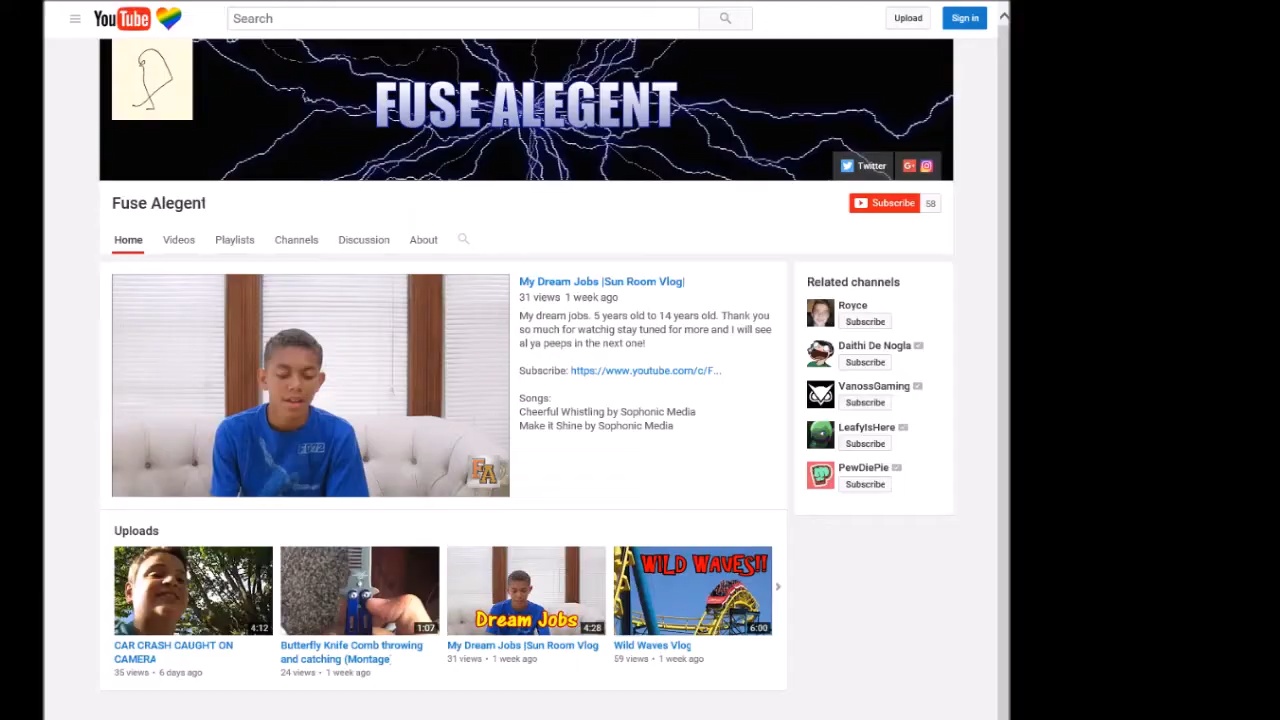 YouTube
Search
Upload
Sign in
FUSE ALEGENT
Twitter
Fuse Alegent
Subscribe 58
Home Videos Playlists Channels Discussion About
My Dream Jobs |Sun Room Vlog|
31 views 1 week ago
My dream jobs. 5 years old to 14 years old. Thank you
so much for watchig stay tuned for more and I will see
al ya peeps in the next one!
Subscribe: https://www.youtube.com/c/F...
Songs:
Cheerful Whistling by Sophonic Media
Make it Shine by Sophonic Media
FA
Related channels
Royce
Subscribe
Daithi De Nogla
Subscribe
VanossGaming
Subscribe
LeafyIsHere
Subscribe
PewDiePie
Subscribe
Uploads
4:12
CAR CRASH CAUGHT ON
CAMERA
35 views • 6 days ago
1:07
Butterfly Knife Comb throwing
and catching (Montage)
24 views • 1 week ago
Dream Jobs
4:28
My Dream Jobs |Sun Room Vlog
31 views • 1 week ago
WILD WAVES!!
6:00
Wild Waves Vlog
59 views • 1 week ago